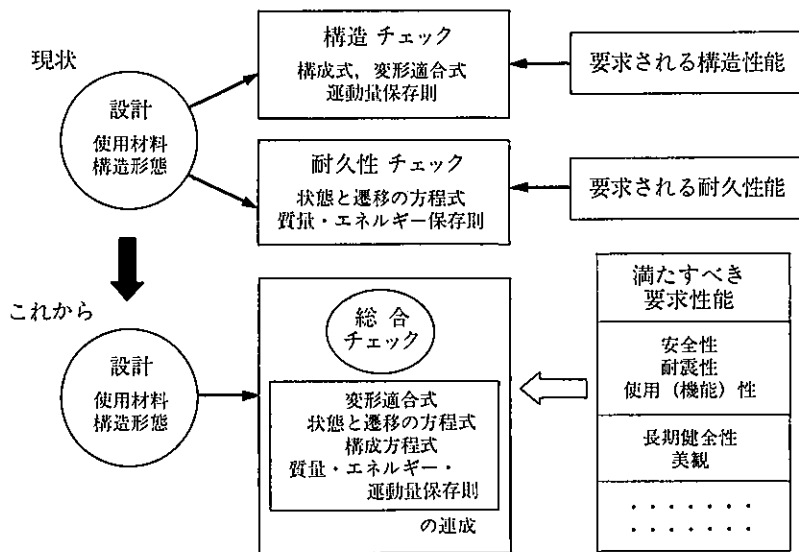 現状
設計
使用材料
構造形態
構造 チェック
構成式, 変形適合式
運動量保存則
要求される構造性能
耐久性 チェック
状態と遷移の方程式
質量・エネルギー保存則
要求される耐久性能
これから
設計
使用材料
構造形態
総 合
チェック
変形適合式
状態と遷移の方程式
構成方程式
質量・エネルギー・
運動量保存則
の連成
満たすべき
要求性能
安全性
耐震性
使用（機能）性
長期健全性
美観
・・・・・・・
・・・・・・・